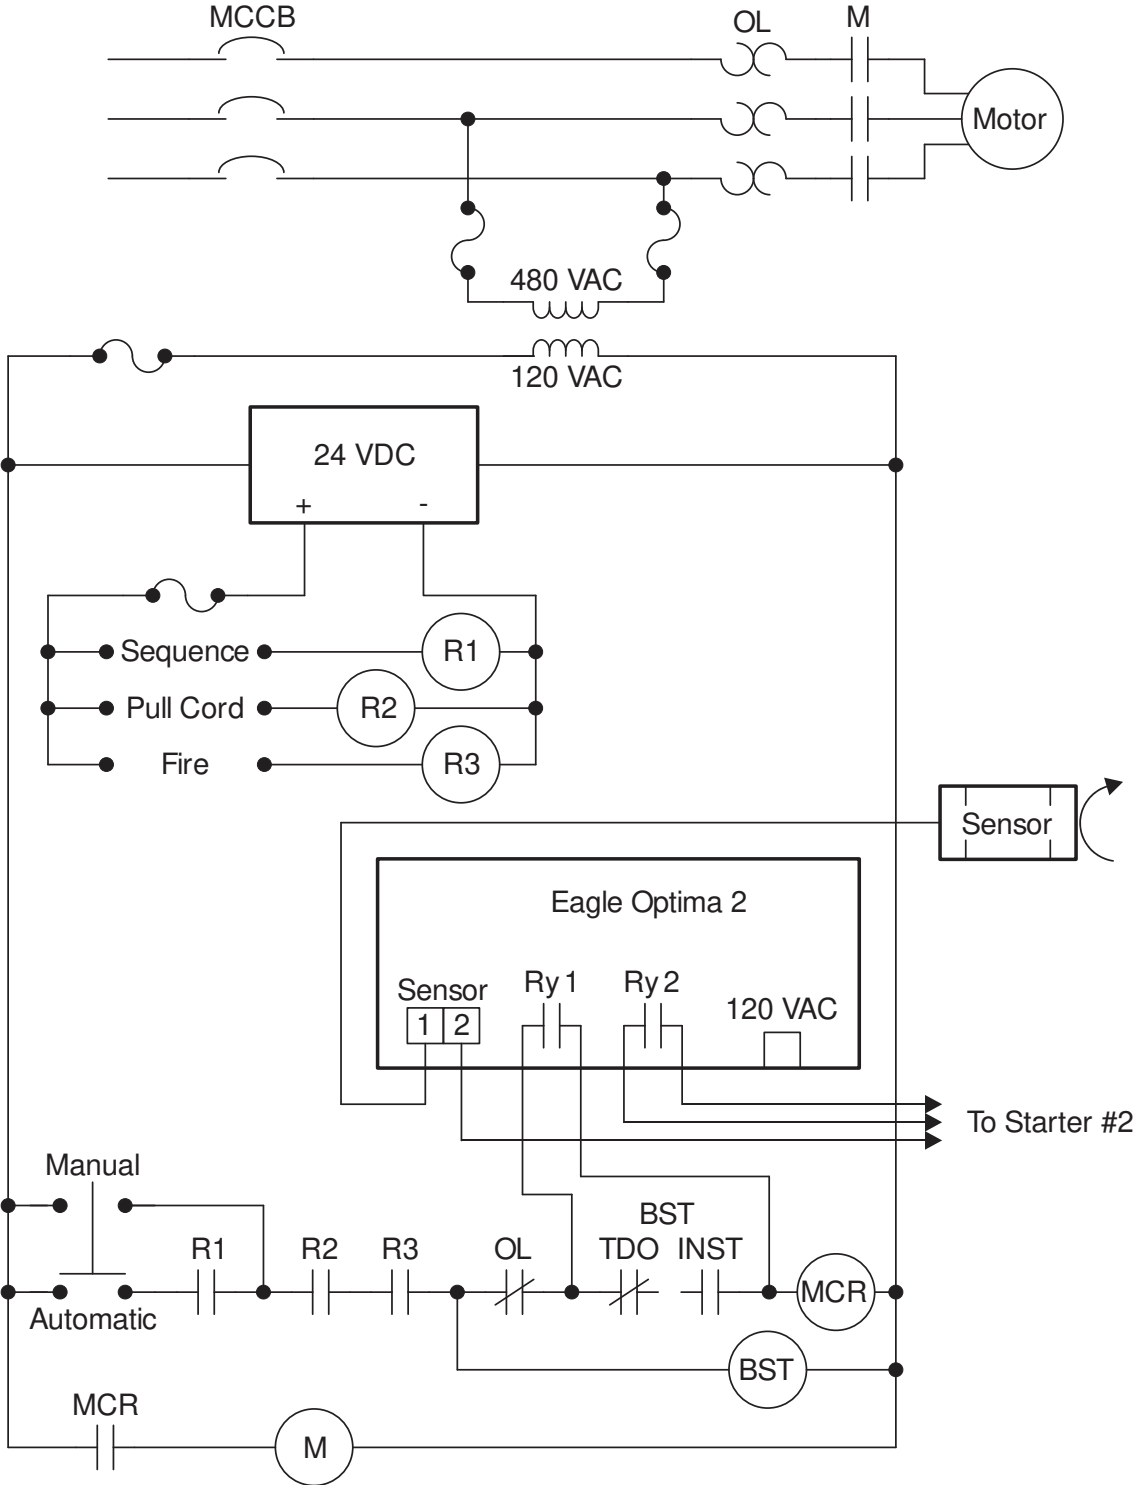 MCCB
OL
M
Motor
480 VAC
120 VAC
24 VDC
+ -
Sequence
R1
Pull Cord
R2
Fire
R3
Sensor
Eagle Optima 2
Ry 1
Ry 2
Sensor
120 VAC
1 2
To Starter #2
Manual
BST
R1
R2
R3
OL
TDO
INST
MCR
Automatic
BST
MCR
M